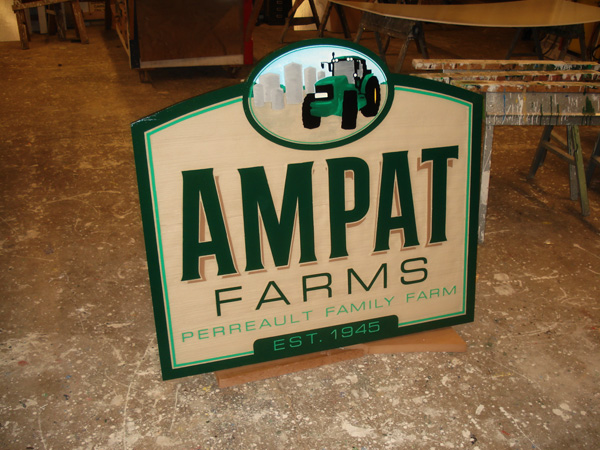 AMPAT
FARMS
PERREAULT FAMILY FARM
EST. 1945